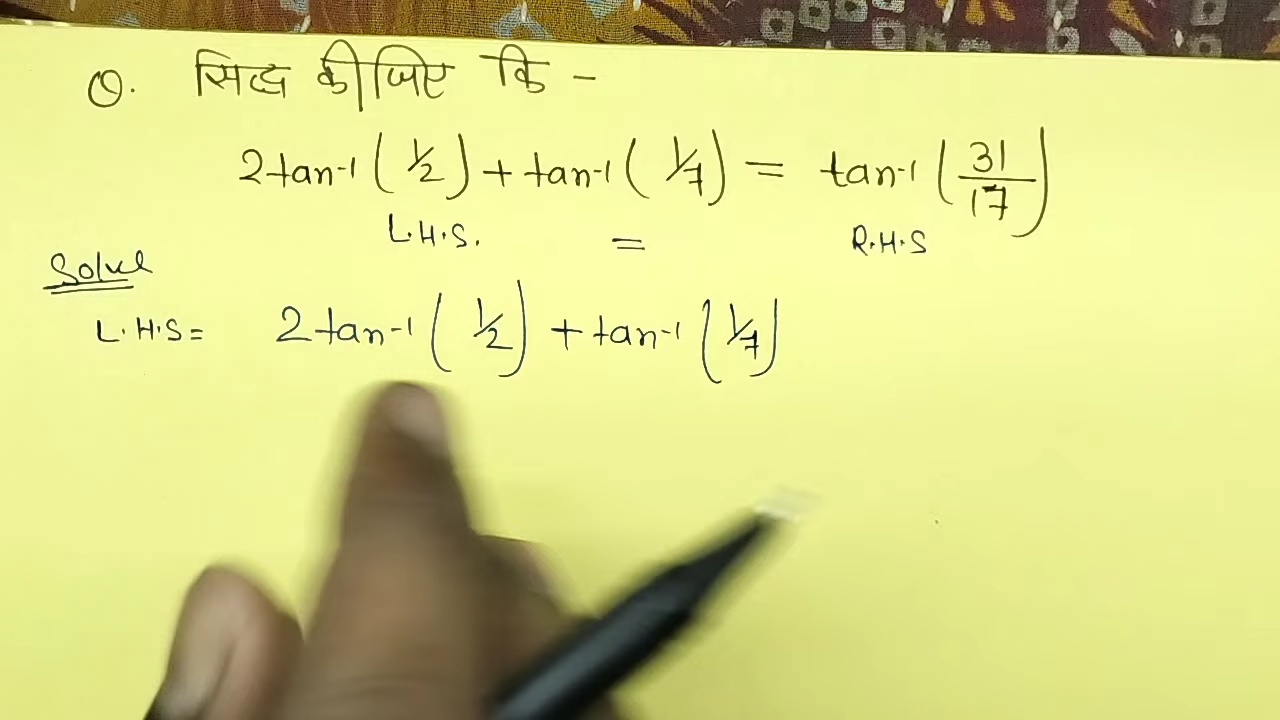 Q. सिद्ध कीजिए कि -
2tan-1 (1/2) + tan-1 (1/7) = tan-1 (31/17)
L.H.S. = R.H.S
Solve
L.H.S = 2tan-1 (1/2) + tan-1 (1/7)